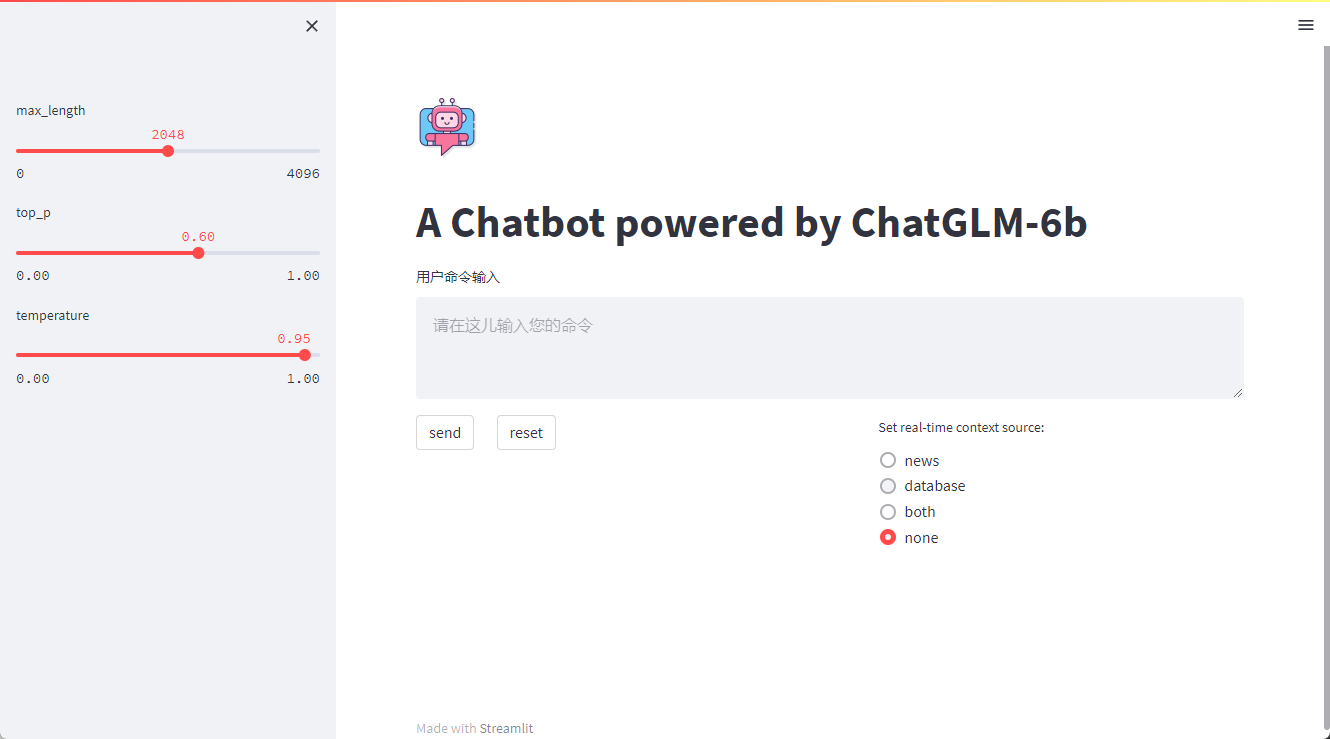 max_length
2048
0 4096
top_p
0.60
0.00 1.00
temperature
0.95
0.00 1.00
A Chatbot powered by ChatGLM-6b
用户命令输入
请在这儿输入您的命令
send reset
Set real-time context source:
news
database
both
none
Made with Streamlit